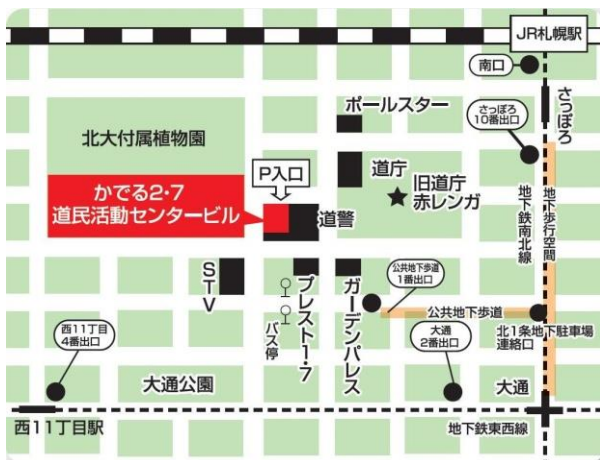 JR札幌駅
南口
さっぽろ
さっぽろ
10番出口
ポールスター
北大付属植物園
P入口
道庁
旧道庁
赤レンガ
かでる2・7
道民活動センタービル
道警
地下鉄南北線
地下歩行空間
STV
プレスト1・7
ガーデンパレス
公共地下歩道
1番出口
バス停
公共地下歩道
北1条地下駐車場
連絡口
西11丁目
4番出口
大通
2番出口
大通公園
大通
西11丁目駅
地下鉄東西線